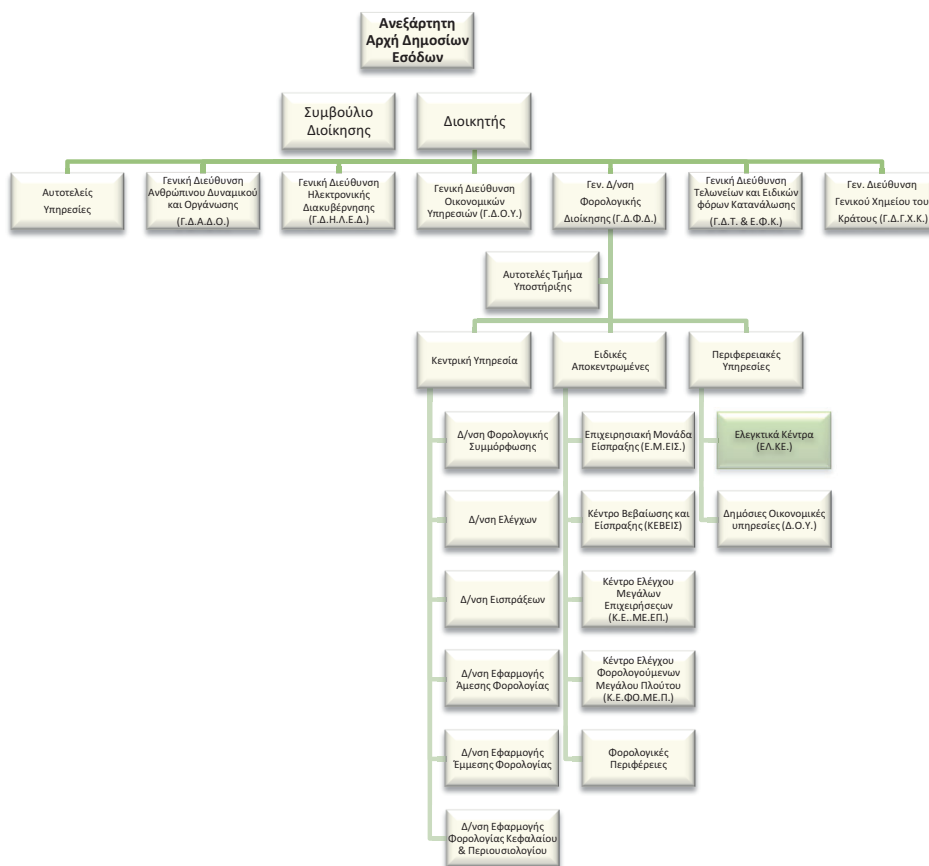 Ανεξάρτητη
Αρχή Δημοσίων
Εσόδων
Συμβούλιο
Διοίκησης
Διοικητής
Αυτοτελείς
Υπηρεσίες
Γενική Διεύθυνση
Ανθρώπινου Δυναμικού
και Οργάνωσης
(Γ.Δ.Α.Δ.Ο.)
Γενική Διεύθυνση
Ηλεκτρονικής
Διακυβέρνησης
(Γ.Δ.Η.Λ.Ε.Δ.)
Γενική Διεύθυνση
Οικονομικών
Υπηρεσιών (Γ.Δ.Ο.Υ.)
Γεν. Δ/νση
Φορολογικής
Διοίκησης (Γ.Δ.Φ.Δ.)
Γενική Διεύθυνση
Τελωνείων και Ειδικών
φόρων Κατανάλωσης
(Γ.Δ.Τ. & Ε.Φ.Κ.)
Γεν. Διεύθυνση
Γενικού Χημείου του
Κράτους (Γ.Δ.Γ.Χ.Κ.)
Αυτοτελές Τμήμα
Υποστήριξης
Κεντρική Υπηρεσία
Ειδικές
Αποκεντρωμένες
Περιφερειακές
Υπηρεσίες
Δ/νση Φορολογικής
Συμμόρφωσης
Επιχειρησιακή Μονάδα
Είσπραξης (Ε.Μ.ΕΙΣ.)
Ελεγκτικά Κέντρα
(ΕΛ.ΚΕ.)
Δ/νση Ελέγχων
Κέντρο Βεβαίωσης και
Είσπραξης (ΚΕΒΕΙΣ)
Δημόσιες Οικονομικές
υπηρεσίες (Δ.Ο.Υ.)
Δ/νση Εισπράξεων
Κέντρο Ελέγχου
Μεγάλων
Επιχειρήσεςων
(Κ.Ε..ΜΕ.ΕΠ.)
Δ/νση Εφαρμογής
Άμεσης Φορολογίας
Κέντρο Ελέγχου
Φορολογούμενων
Μεγάλου Πλούτου
(Κ.Ε.ΦΟ.ΜΕ.Π.)
Δ/νση Εφαρμογής
Έμμεσης Φορολογίας
Φορολογικές
Περιφέρειες
Δ/νση Εφαρμογής
Φορολογίας Κεφαλαίου
& Περιουσιολογίου